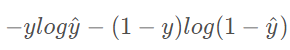 −ylogŷ − (1 − y)log(1 − ŷ)